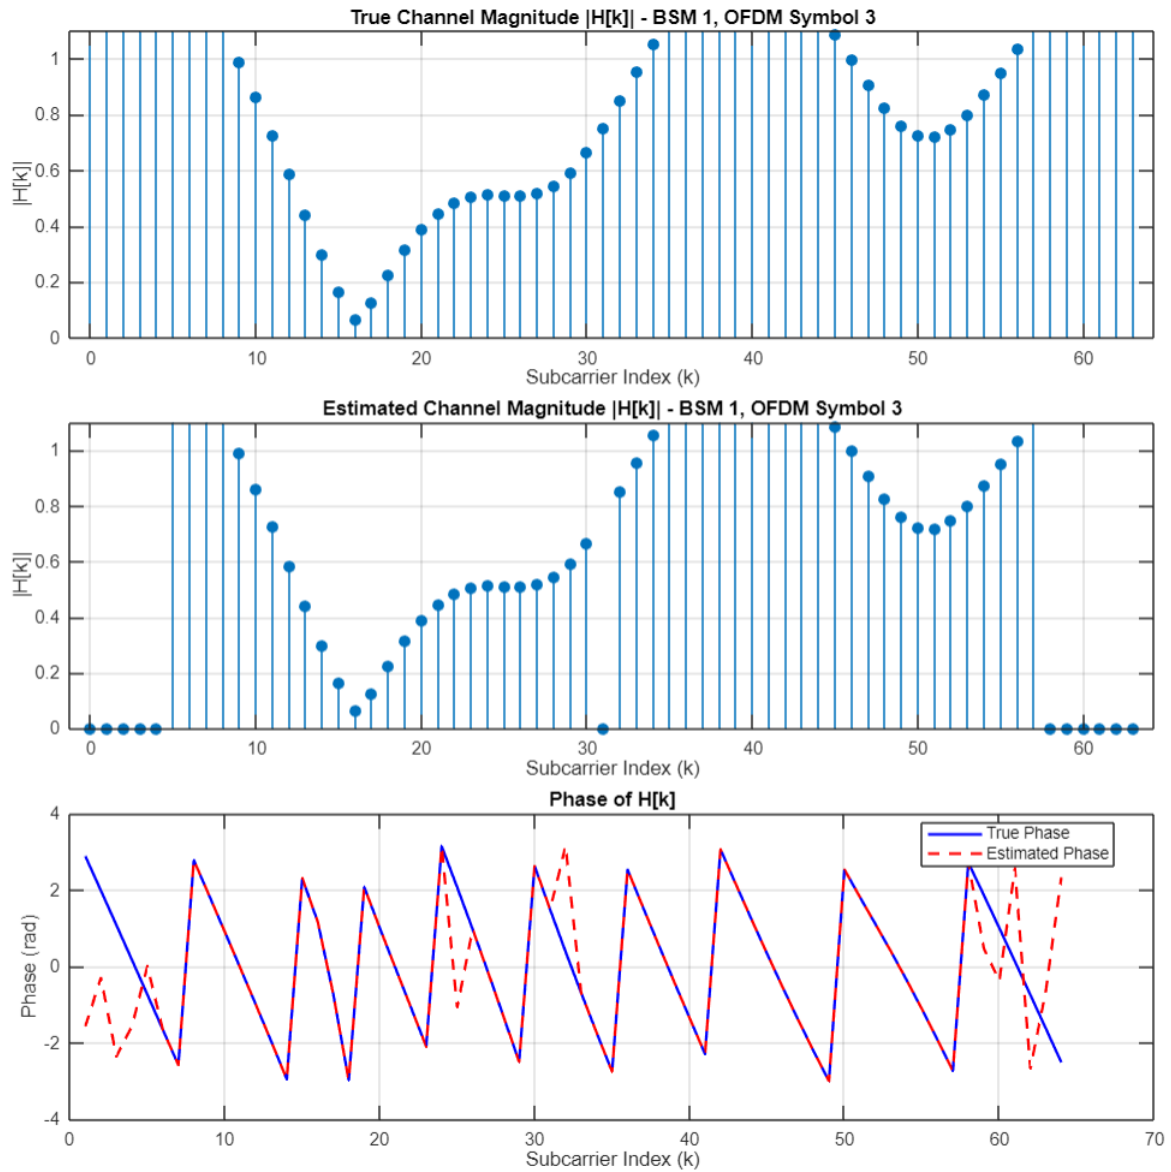 True Channel Magnitude |H[k]| - BSM 1, OFDM Symbol 3
1
0.8
0.6
0.4
0.2
0
|H[k]|
0 10 20 30 40 50 60
Subcarrier Index (k)
Estimated Channel Magnitude |H[k]| - BSM 1, OFDM Symbol 3
1
0.8
0.6
0.4
0.2
0
|H[k]|
0 10 20 30 40 50 60
Subcarrier Index (k)
Phase of H[k]
4
2
0
-2
-4
Phase (rad)
True Phase
Estimated Phase
0 10 20 30 40 50 60 70
Subcarrier Index (k)